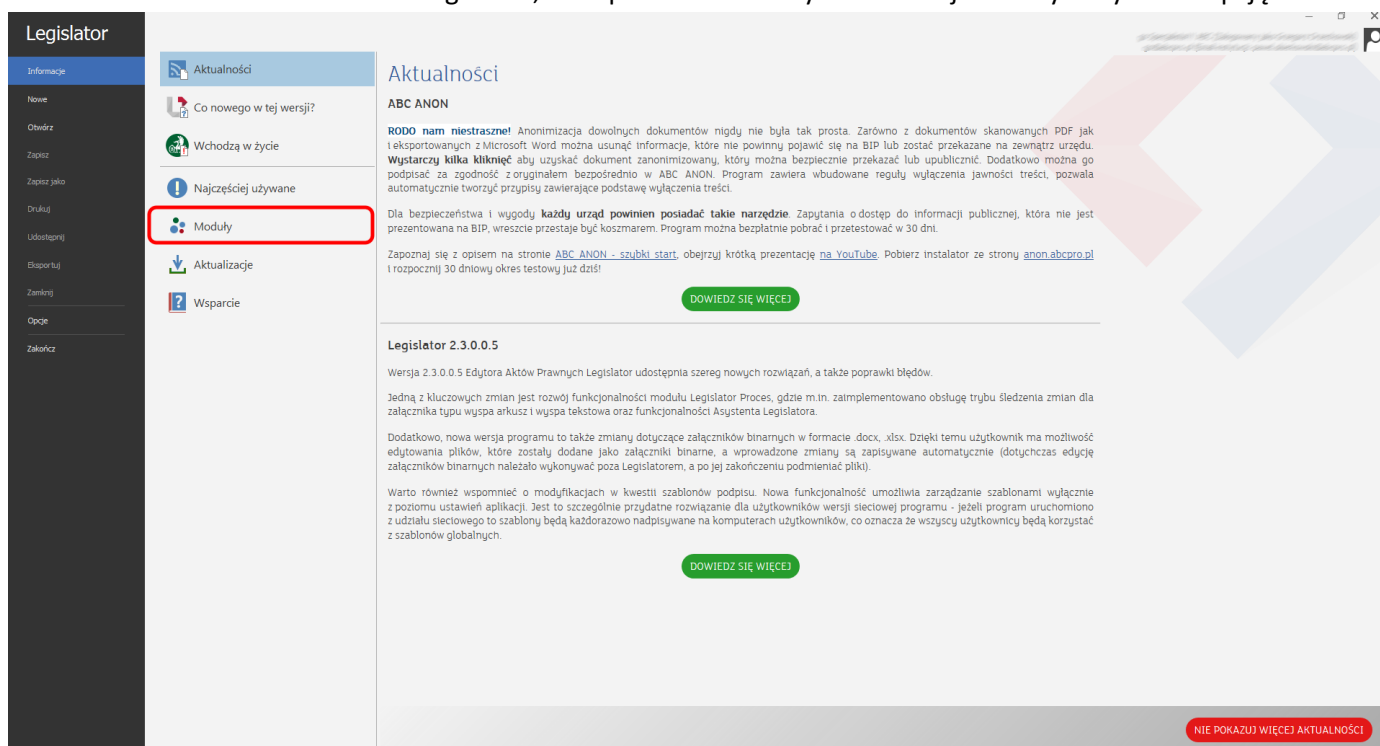 Legislator
Informacje
Nowe
Otwórz
Zapisz
Zapisz jako
Drukuj
Udostępnij
Eksportuj
Zamknij
Opcje
Zakończ
Aktualności
Co nowego w tej wersji?
Wchodzą w życie
Najczęściej używane
Moduły
Aktualizacje
Wsparcie
Aktualności
ABC ANON
RODO nam niestraszne! Anonimizacja dowolnych dokumentów nigdy nie była tak prosta. Zarówno z dokumentów skanowanych PDF jak
i eksportowanych z Microsoft Word można usunąć informacje, które nie powinny pojawić się na BIP lub zostać przekazane na zewnątrz urzędu.
Wystarczy kilka kliknięć aby uzyskać dokument zanonimizowany, który można bezpiecznie przekazać lub upublicznić. Dodatkowo można go
podpisać za zgodność z oryginałem bezpośrednio w ABC ANON. Program zawiera wbudowane reguły wyłączenia jawności treści, pozwala
automatycznie tworzyć przypisy zawierające podstawę wyłączenia treści.
Dla bezpieczeństwa i wygody każdy urząd powinien posiadać takie narzędzie. Zapytania o dostęp do informacji publicznej, która nie jest
prezentowana na BIP, wreszcie przestaje być koszmarem. Program można bezpłatnie pobrać i przetestować w 30 dni.
Zapoznaj się z opisem na stronie ABC ANON - szybki start, obejrzyj krótką prezentację na YouTube. Pobierz instalator ze strony anon.abcpro.pl
i rozpocznij 30 dniowy okres testowy już dziś!
DOWIEDZ SIĘ WIĘCEJ
Legislator 2.3.0.0.5
Wersja 2.3.0.0.5 Edytora Aktów Prawnych Legislator udostępnia szereg nowych rozwiązań, a także poprawki błędów.
Jedną z kluczowych zmian jest rozwój funkcjonalności modułu Legislator Proces, gdzie m.in. zaimplementowano obsługę trybu śledzenia zmian dla
załącznika typu wyspa arkusz i wyspa tekstowa oraz funkcjonalności Asystenta Legislatora.
Dodatkowo, nowa wersja programu to także zmiany dotyczące załączników binarnych w formacie .docx, .xlsx. Dzięki temu użytkownik ma możliwość
edytowania plików, które zostały dodane jako załączniki binarne, a wprowadzone zmiany są zapisywane automatycznie (dotychczas edycję
załączników binarnych należało wykonywać poza Legislatorem, a po jej zakończeniu podmieniać pliki).
Warto również wspomnieć o modyfikacjach w kwestii szablonów podpisu. Nowa funkcjonalność umożliwia zarządzanie szablonami wyłącznie
z poziomu ustawień aplikacji. Jest to szczególnie przydatne rozwiązanie dla użytkowników wersji sieciowej programu - jeżeli program uruchomiono
z udziału sieciowego to szablony będą każdorazowo nadpisywane na komputerach użytkowników, co oznacza że wszyscy użytkownicy będą korzystać
z szablonów globalnych.
DOWIEDZ SIĘ WIĘCEJ
NIE POKAZUJ WIĘCEJ AKTUALNOŚCI